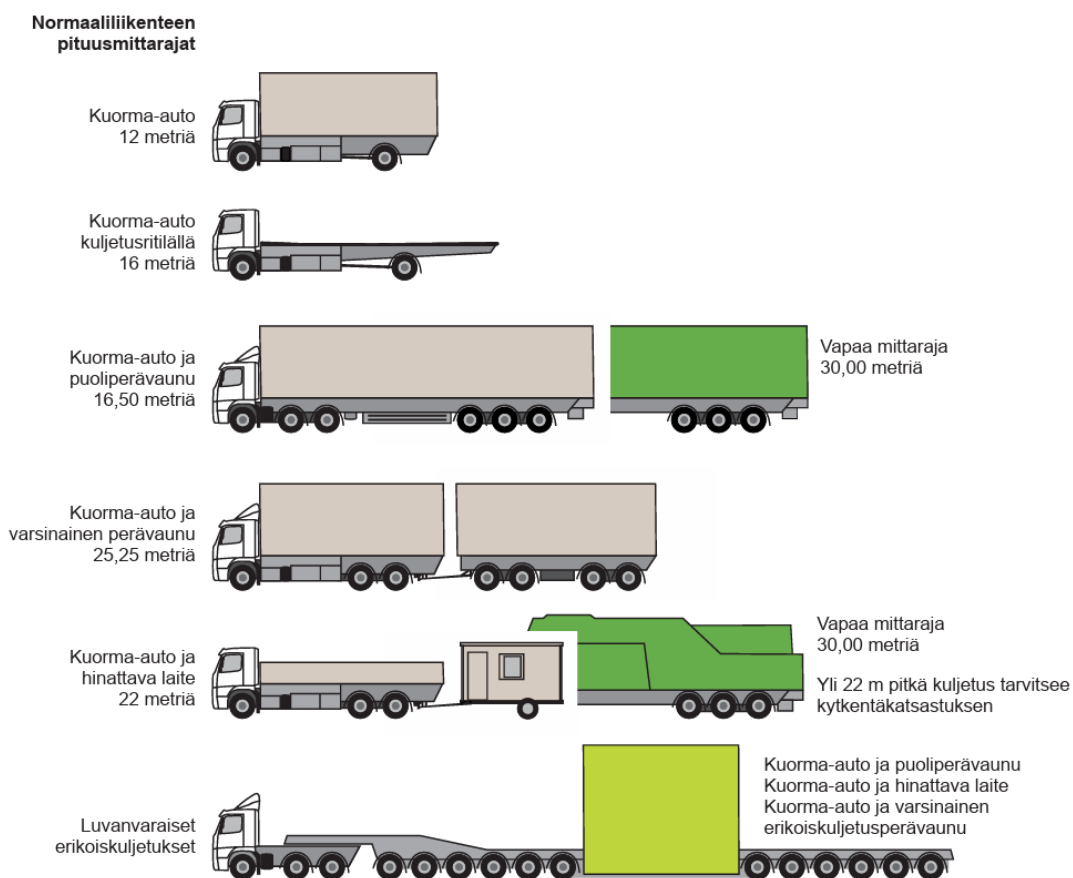 Normaaliliikenteen
pituusmittarajat
Kuorma-auto
12 metriä
Kuorma-auto
kuljetusritilällä
16 metriä
Kuorma-auto ja
puoliperävaunu
16,50 metriä
Vapaa mittaraja
30,00 metriä
Kuorma-auto ja
varsinainen perävaunu
25,25 metriä
Kuorma-auto ja
hinattava laite
22 metriä
Vapaa mittaraja
30,00 metriä
Yli 22 m pitkä kuljetus tarvitsee
kytkentäkatsastuksen
Luvanvaraiset
erikoiskuljetukset
Kuorma-auto ja puoliperävaunu
Kuorma-auto ja hinattava laite
Kuorma-auto ja varsinainen
erikoiskuljetusperävaunu